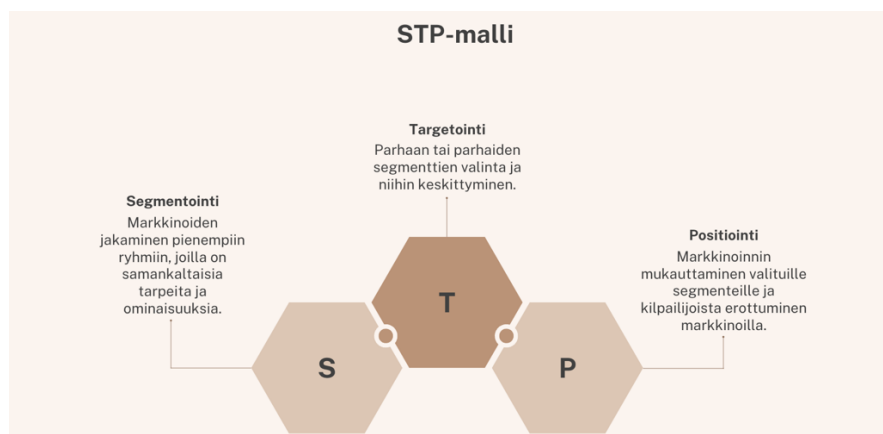 STP-malli
Targetointi
Parhaan tai parhaiden
segmenttien valinta ja
niihin keskittyminen.
Segmentointi
Markkinoiden
jakaminen pienempiin
ryhmiin, joilla on
samankaltaisia
tarpeita ja
ominaisuuksia.
Positiointi
Markkinoinnin
mukauttaminen valituille
segmenteille ja
kilpailijoista erottuminen
markkinoilla.
S
T
P